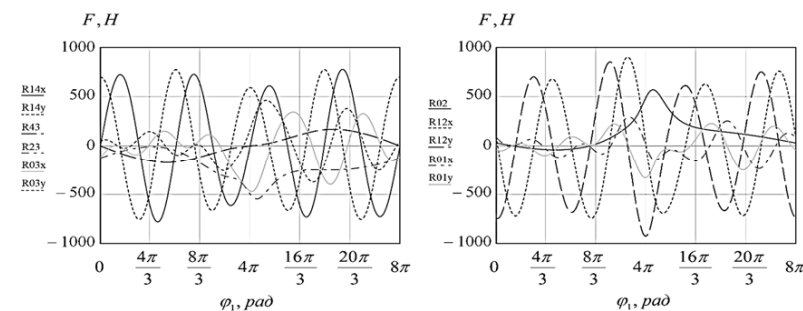 F, H
1000
500
0
– 500
– 1000
R14x
R14y
R43
R23
R03x
R03y
0
4π/3
8π/3
4π
16π/3
20π/3
8π
φ₁, рад
F, H
1000
500
0
– 500
– 1000
R02
R12x
R12y
R01x
R01y
0
4π/3
8π/3
4π
16π/3
20π/3
8π
φ₁, рад